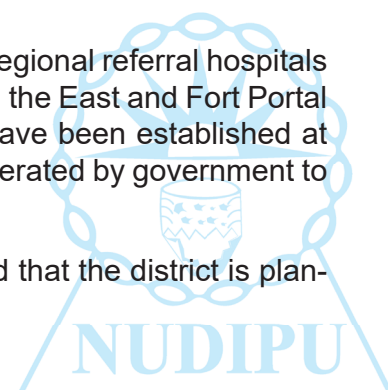 egional referral hospitals
the East and Fort Portal
ave been established at
erated by government to
d that the district is plan-
NUDIPU